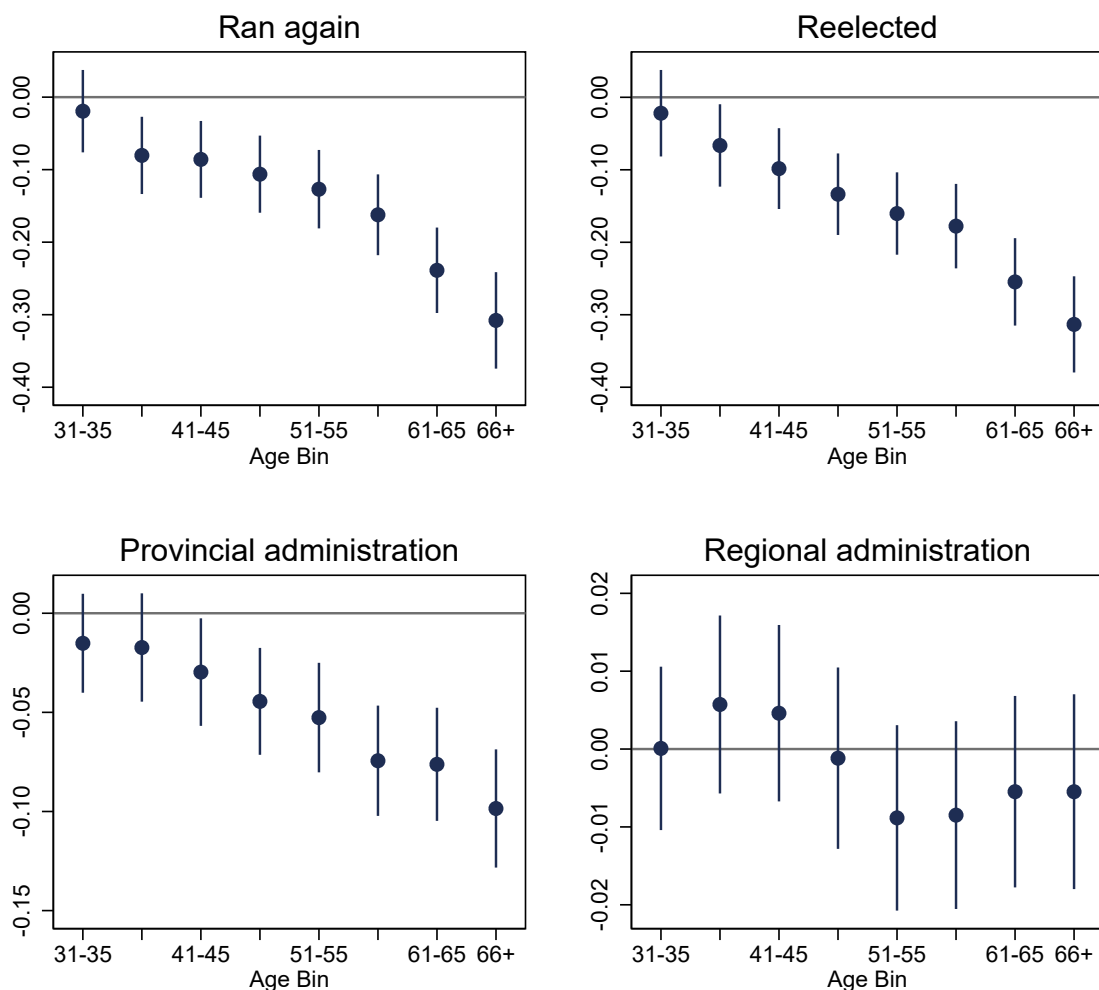 Ran again
0.00
-0.10
-0.20
-0.30
-0.40
31-35 41-45 51-55 61-65 66+
Age Bin
Reelected
0.00
-0.10
-0.20
-0.30
-0.40
31-35 41-45 51-55 61-65 66+
Age Bin
Provincial administration
0.00
-0.05
-0.10
-0.15
31-35 41-45 51-55 61-65 66+
Age Bin
Regional administration
0.02
0.01
0.00
-0.01
-0.02
31-35 41-45 51-55 61-65 66+
Age Bin